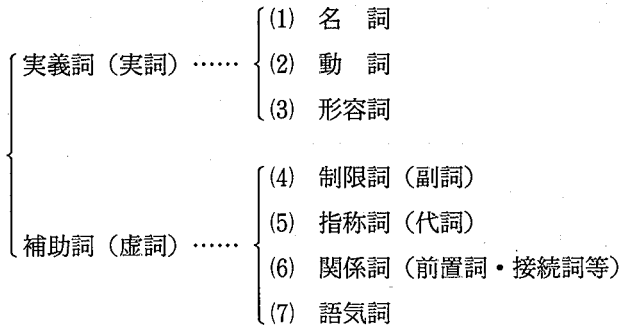 (1) 名 詞
実義詞（実詞）…… (2) 動 詞
(3) 形容詞
(4) 制限詞（副詞）
(5) 指称詞（代詞）
補助詞（虚詞）……
(6) 関係詞（前置詞・接続詞等）
(7) 語気詞